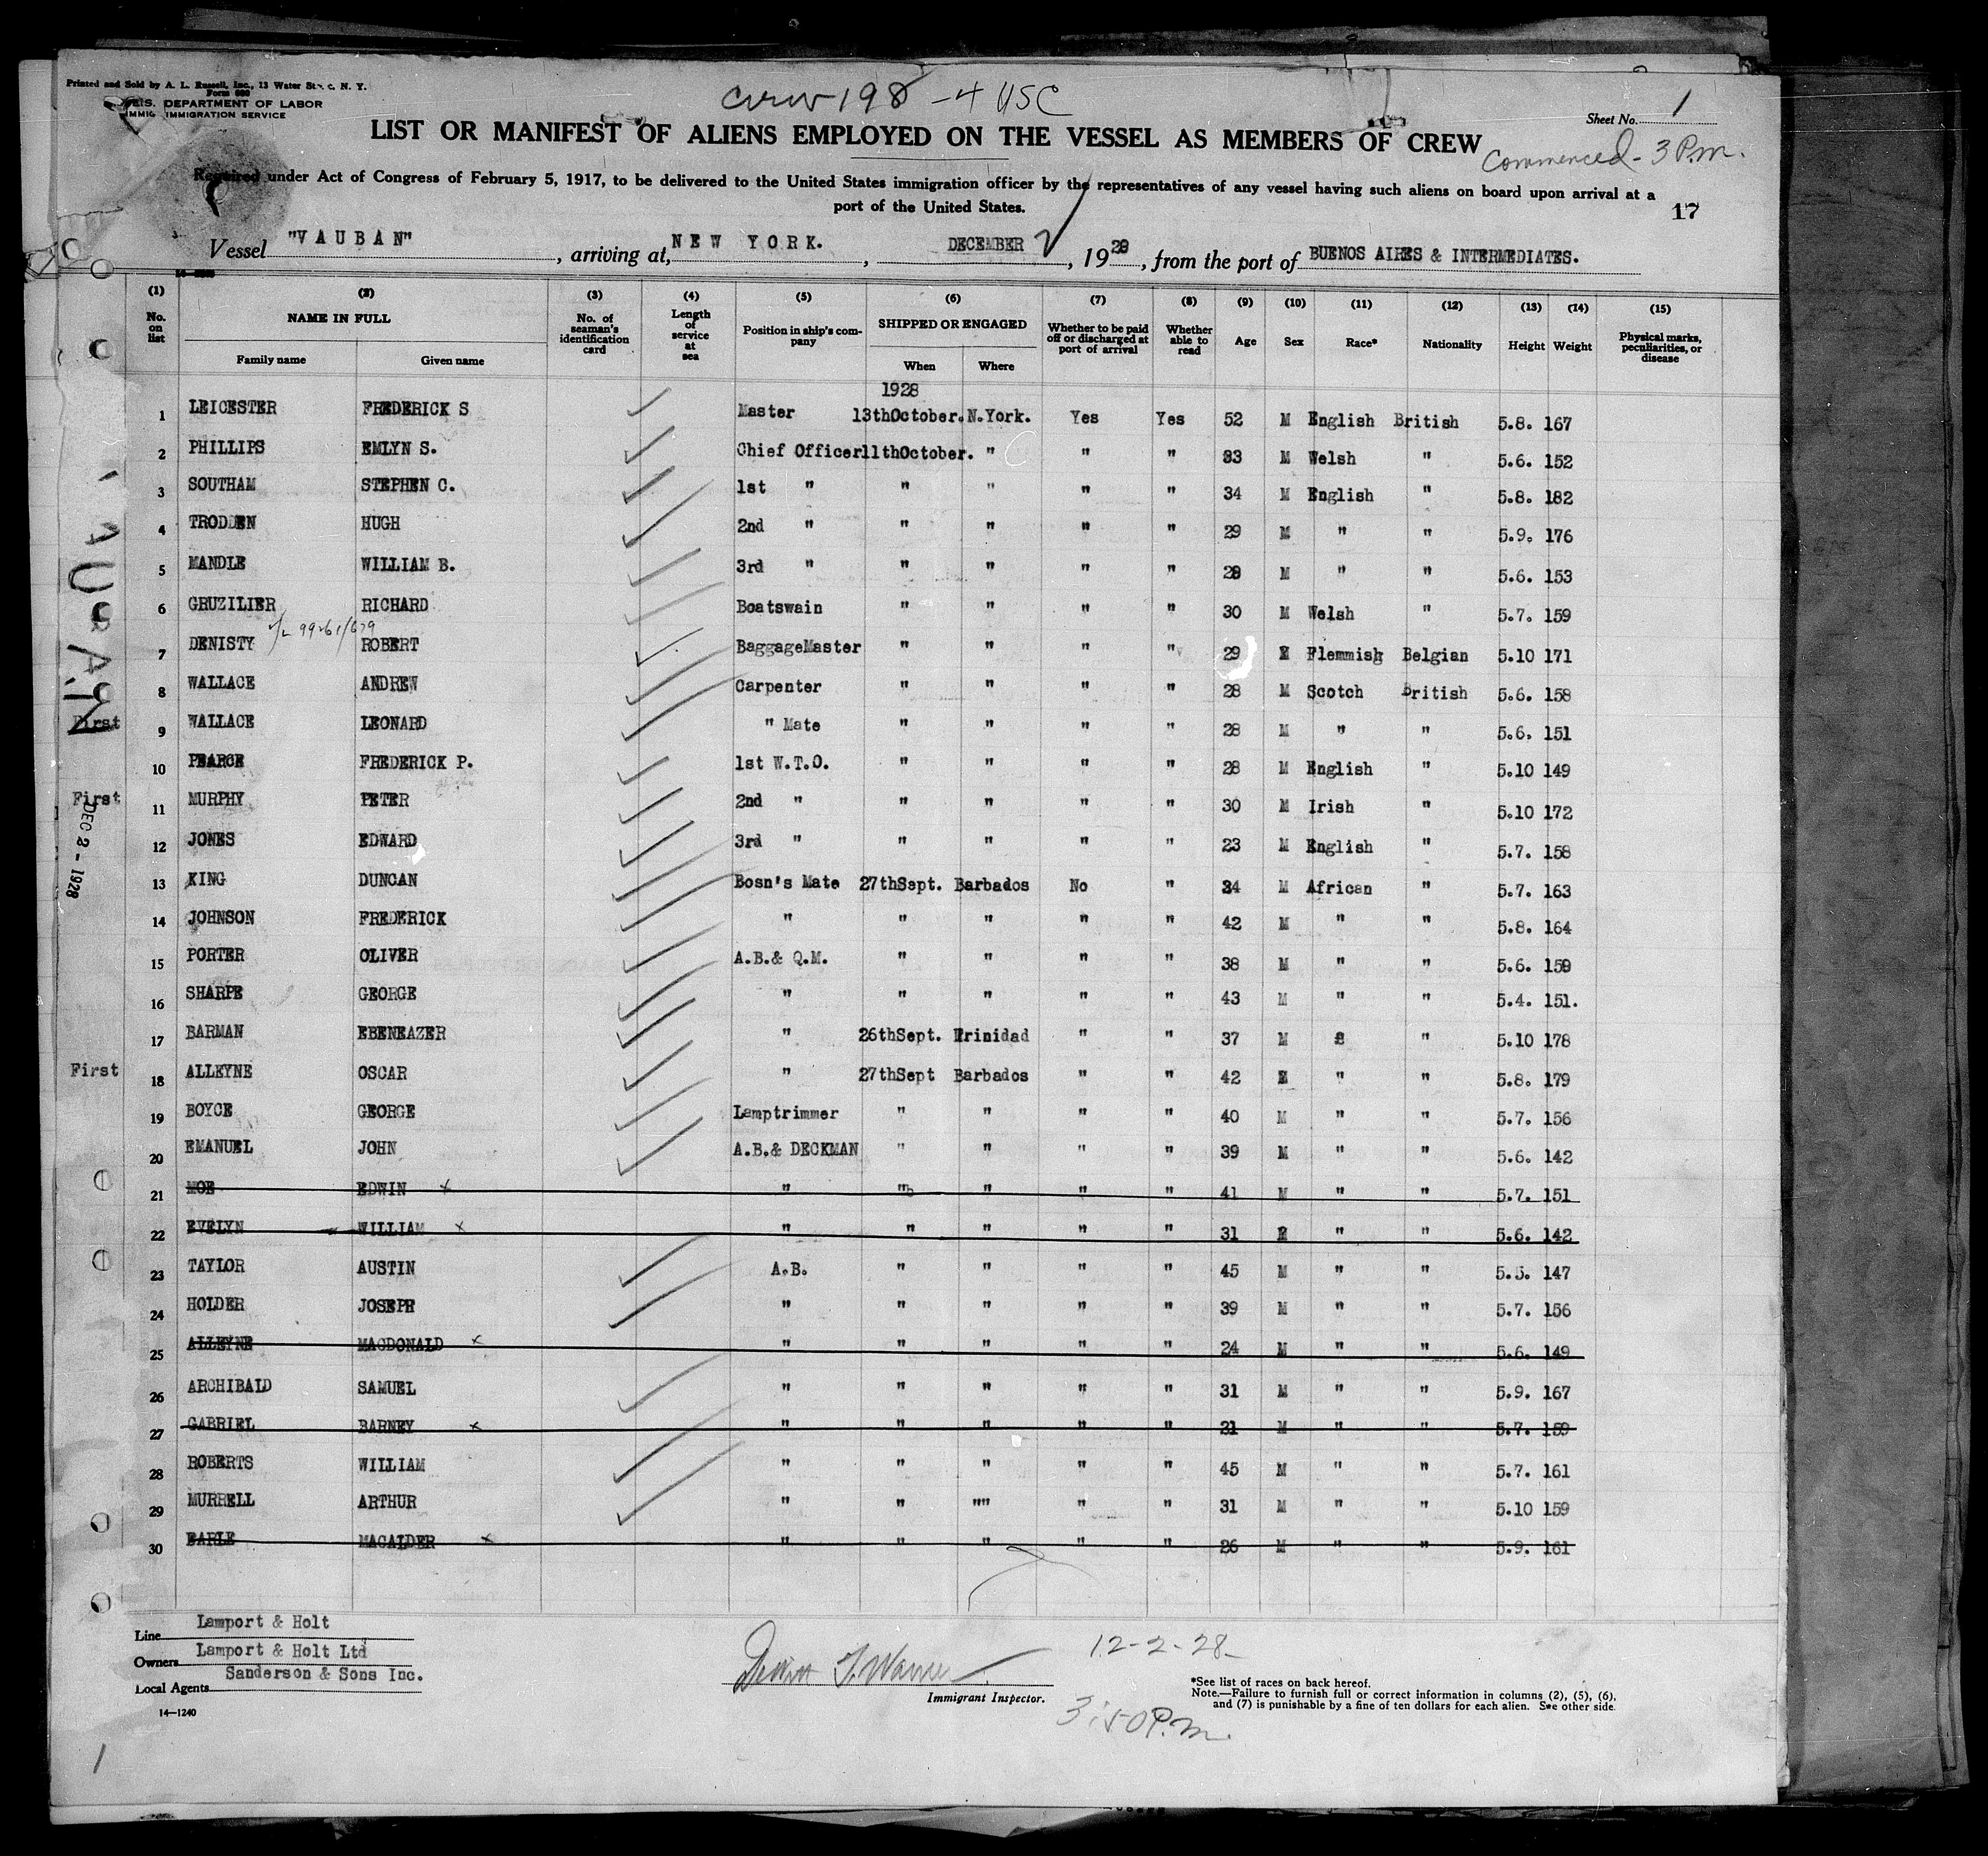 Printed and Sold by A. L. Russell, Inc., 13 Water St., N. Y.
Form 680
U.S. DEPARTMENT OF LABOR
IMMIGRATION SERVICE
Crew 198 - 4 USC
Sheet No. 1
LIST OR MANIFEST OF ALIENS EMPLOYED ON THE VESSEL AS MEMBERS OF CREW
Commenced - 3 P.m.
Required under Act of Congress of February 5, 1917, to be delivered to the United States immigration officer by the representatives of any vessel having such aliens on board upon arrival at a
port of the United States.
17
Vessel "VAUBAN", arriving at, NEW YORK., DECEMBER 2, 1928, from the port of BUENOS AIRES & INTERMEDIATES.
(1) (2) (3) (4) (5) (6) (7) (8) (9) (10) (11) (12) (13) (14) (15)
No. on list NAME IN FULL Family name Given name No. of seaman's identification card Length of service at sea Position in ship's company SHIPPED OR ENGAGED When Where Whether to be paid off or discharged at port of arrival Whether able to read Age Sex Race* Nationality Height Weight Physical marks, peculiarities, or disease
1928
1 LEICESTER FREDERICK S Master 13thOctober. N.York. Yes Yes 52 M English British 5.8. 167
2 PHILLIPS EMLYN S. Chief Officer 11thOctober. " " " 33 M Welsh " 5.6. 152
3 SOUTHAM STEPHEN C. 1st " " " " " 34 M English " 5.8. 182
4 TRODDEN HUGH 2nd " " " " " 29 M " " 5.9. 176
5 MANDLE WILLIAM B. 3rd " " " " " 28 M " " 5.6. 153
6 GRUZILIER RICHARD Boatswain " " " " 30 M Welsh " 5.7. 159
99261/679
7 DENISTY ROBERT BaggageMaster " " " " 29 M Flemmish Belgian 5.10 171
8 WALLACE ANDREW Carpenter " " " " 28 M Scotch British 5.6. 158
First 9 WALLACE LEONARD " Mate " " " " 28 M " " 5.6. 151
10 PEARCE FREDERICK P. 1st W.T.O. " " " " 28 M English " 5.10 149
First 11 MURPHY PETER 2nd " " " " " 30 M Irish " 5.10 172
12 JONES EDWARD 3rd " " " " " 23 M English " 5.7. 158
13 KING DUNCAN Bosn's Mate 27thSept. Barbados No " 34 M African " 5.7. 163
14 JOHNSON FREDERICK " " " " " 42 M " " 5.8. 164
15 PORTER OLIVER A.B.& Q.M. " " " " 38 M " " 5.6. 159
16 SHARPE GEORGE " " " " " 43 M " " 5.4. 151.
17 BARMAN EBENEAZER " 26thSept. Trinidad " " 37 M " " 5.10 178
First 18 ALLEYNE OSCAR " 27thSept Barbados " " 42 M " " 5.8. 179
19 BOYCE GEORGE Lamptrimmer " " " " 40 M " " 5.7. 156
20 EMANUEL JOHN A.B.& DECKMAN " " " " 39 M " " 5.6. 142
21 MOE EDWIN x " " " " " 41 M " " 5.7. 151
22 EVELYN WILLIAM x " " " " " 31 M " " 5.6. 142
23 TAYLOR AUSTIN A.B. " " " " 45 M " " 5.5. 147
24 HOLDER JOSEPH " " " " " 39 M " " 5.7. 156
25 ALLEYNE MACDONALD x " " " " " 24 M " " 5.6. 149
26 ARCHIBALD SAMUEL " " " " " 31 M " " 5.9. 167
27 GABRIEL BARNEY x " " " " " 21 M " " 5.7. 159
28 ROBERTS WILLIAM " " " " " 45 M " " 5.7. 161
29 MURRELL ARTHUR " " "" " " 31 M " " 5.10 159
30 EARLE MACALDER x " " " " " 26 M " " 5.9. 161
VAUBAN
DEC 2 - 1928
Line Lamport & Holt
Owners Lamport & Holt Ltd
Local Agents Sanderson & Sons Inc.
14—1240
Immigrant Inspector.
12-2-28
3:50 P.m.
*See list of races on back hereof.
Note.—Failure to furnish full or correct information in columns (2), (5), (6),
and (7) is punishable by a fine of ten dollars for each alien. See other side.
1